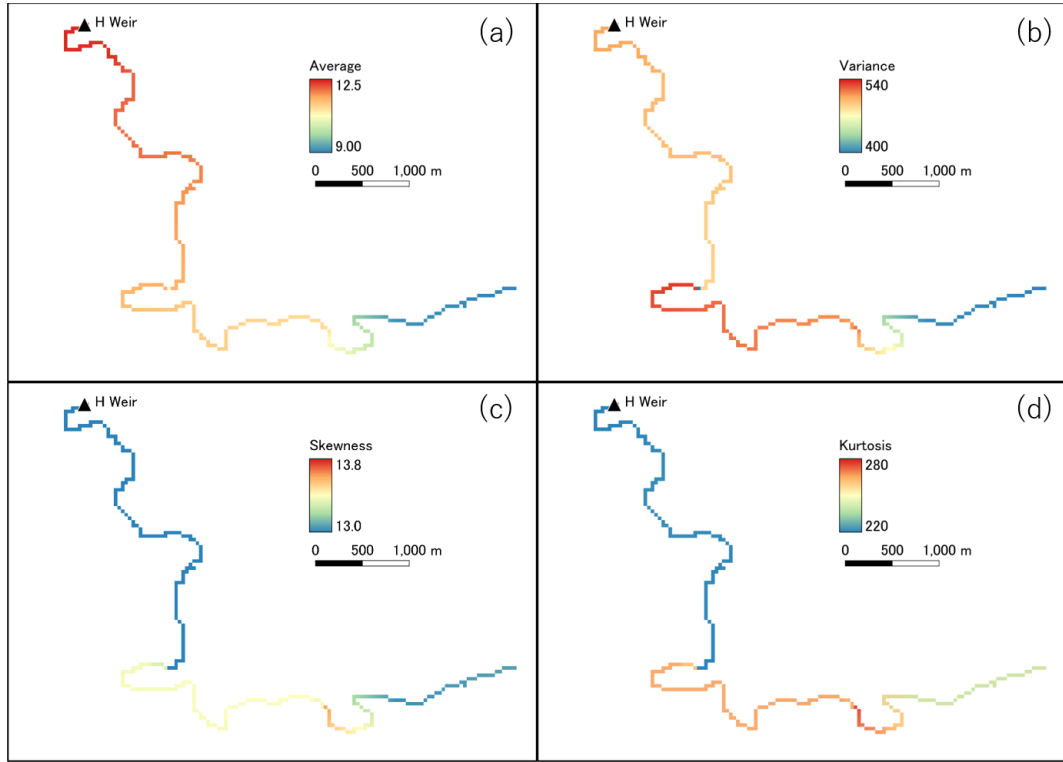 H Weir
(a)
Average
12.5
9.00
0 500 1,000 m
H Weir
(b)
Variance
540
400
0 500 1,000 m
H Weir
(c)
Skewness
13.8
13.0
0 500 1,000 m
H Weir
(d)
Kurtosis
280
220
0 500 1,000 m